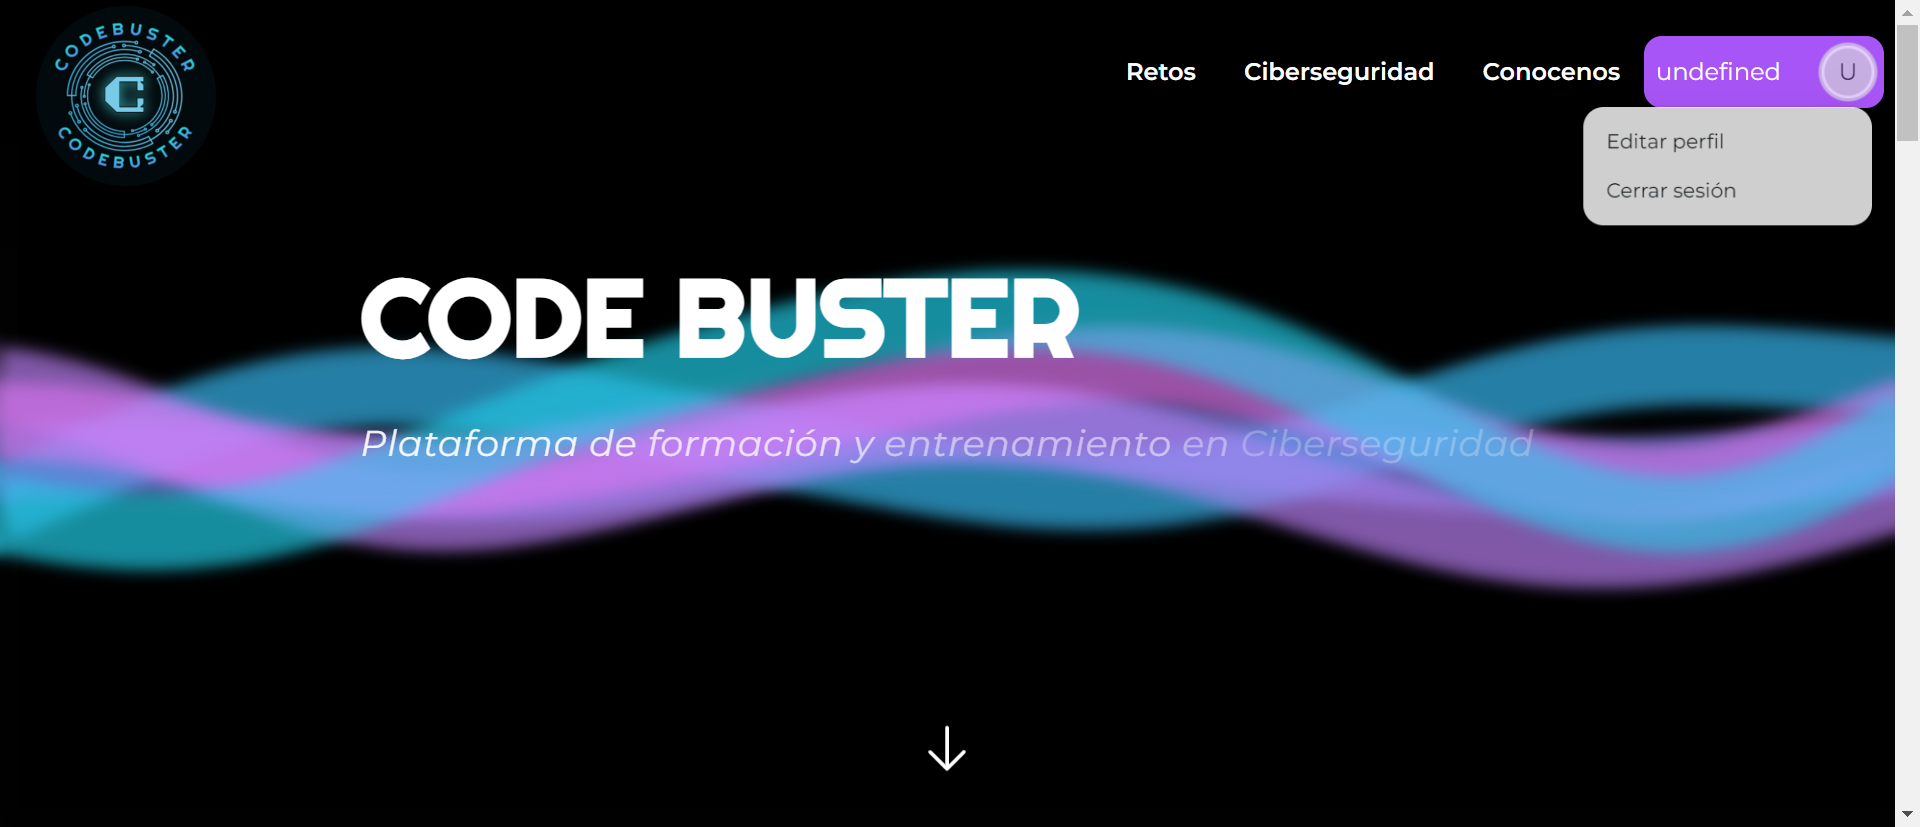 CODEBUSTER
C
CODEBUSTER
Retos Ciberseguridad Conocenos undefined U
Editar perfil
Cerrar sesión
CODE BUSTER
Plataforma de formación y entrenamiento en Ciberseguridad